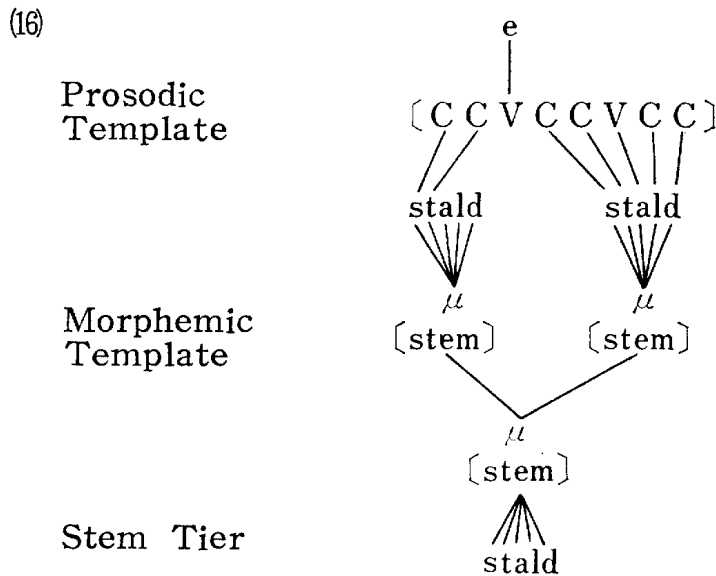 (16)
e
Prosodic Template
[C C V C C V C C]
stald stald
μ μ
Morphemic Template
[stem] [stem]
μ
[stem]
Stem Tier
stald